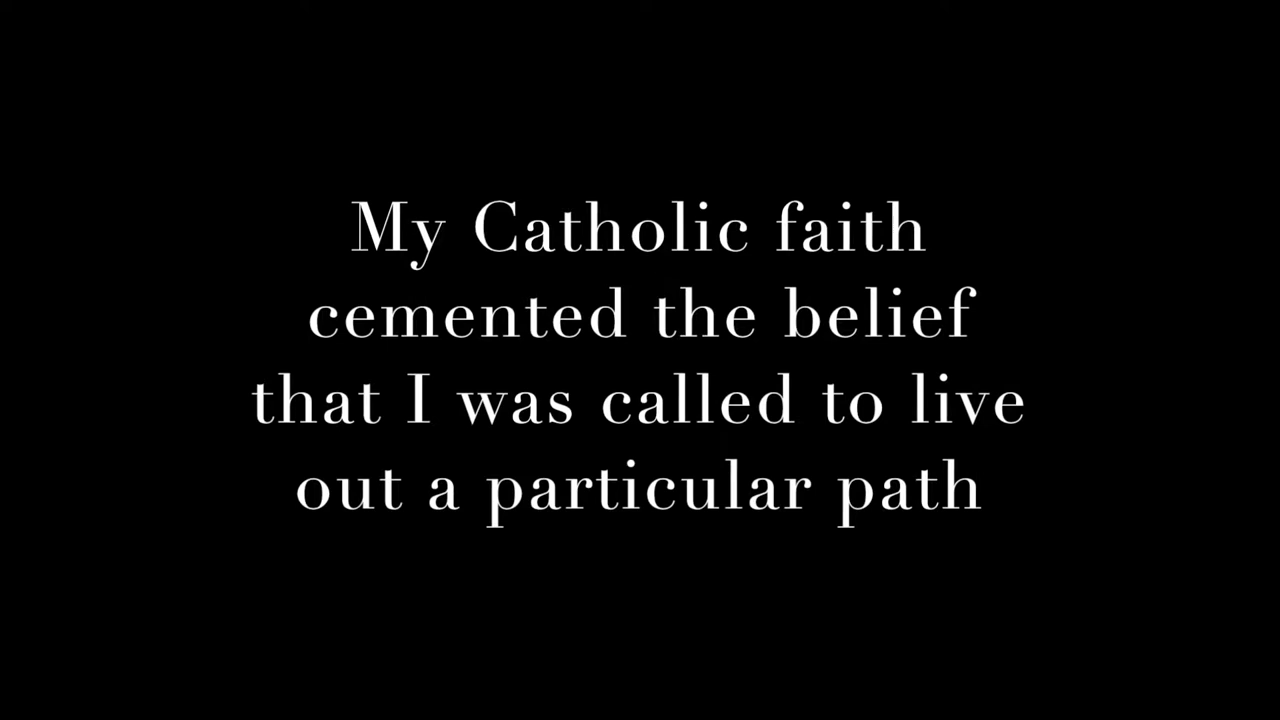 My Catholic faith
cemented the belief
that I was called to live
out a particular path